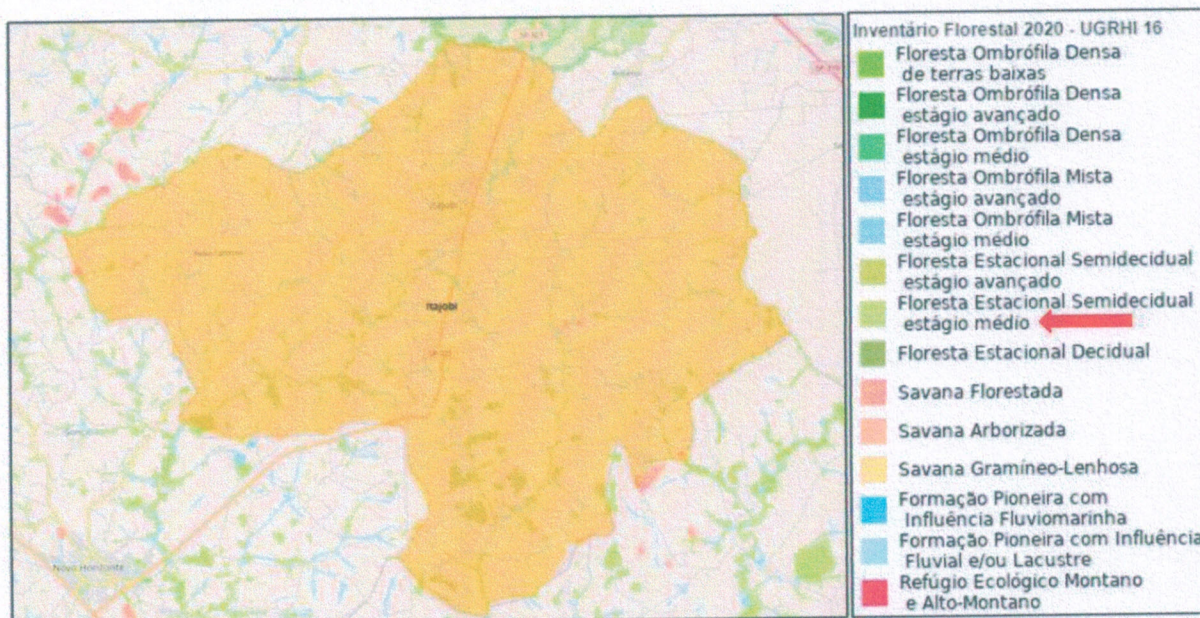 Inventário Florestal 2020 - UGRHI 16
Floresta Ombrófila Densa
de terras baixas
Floresta Ombrófila Densa
estágio avançado
Floresta Ombrófila Densa
estágio médio
Floresta Ombrófila Mista
estágio avançado
Floresta Ombrófila Mista
estágio médio
Floresta Estacional Semidecidual
estágio avançado
Floresta Estacional Semidecidual
estágio médio
Floresta Estacional Decidual
Savana Florestada
Savana Arborizada
Savana Gramíneo-Lenhosa
Formação Pioneira com
Influência Fluviomarinha
Formação Pioneira com Influência
Fluvial e/ou Lacustre
Refúgio Ecológico Montano
e Alto-Montano
Itajobi
Novo Horizonte